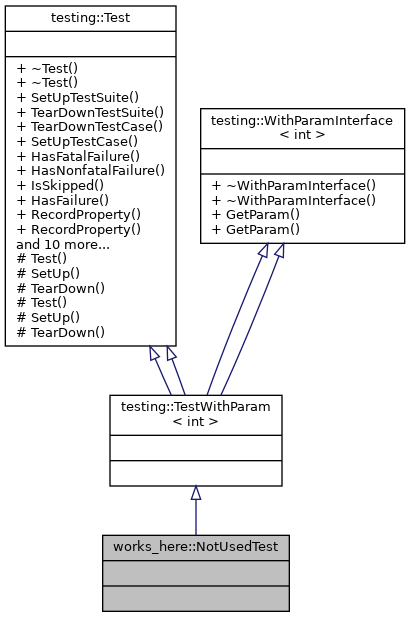 testing::Test
+ ~Test()
+ ~Test()
+ SetUpTestSuite()
+ TearDownTestSuite()
+ TearDownTestCase()
+ SetUpTestCase()
+ HasFatalFailure()
+ HasNonfatalFailure()
+ IsSkipped()
+ HasFailure()
+ RecordProperty()
+ RecordProperty()
and 10 more...
# Test()
# SetUp()
# TearDown()
# Test()
# SetUp()
# TearDown()
testing::WithParamInterface
< int >
+ ~WithParamInterface()
+ ~WithParamInterface()
+ GetParam()
+ GetParam()
testing::TestWithParam
< int >
works_here::NotUsedTest